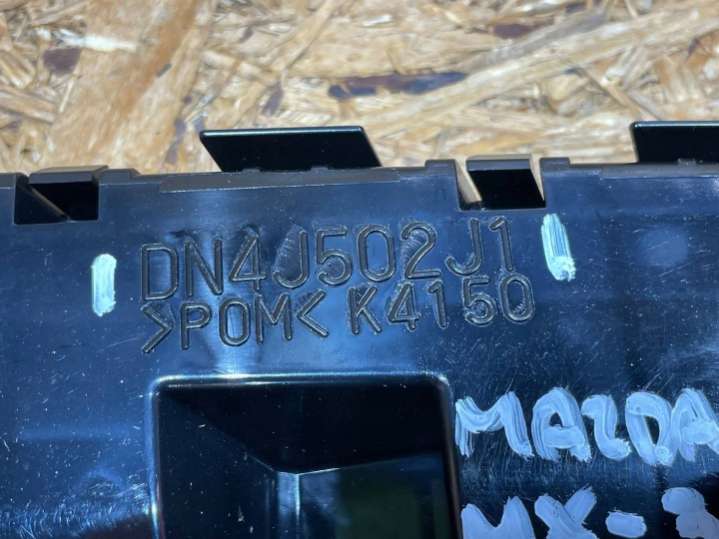 DN4J502J1
>POM< K4150
MAZDA
MX-